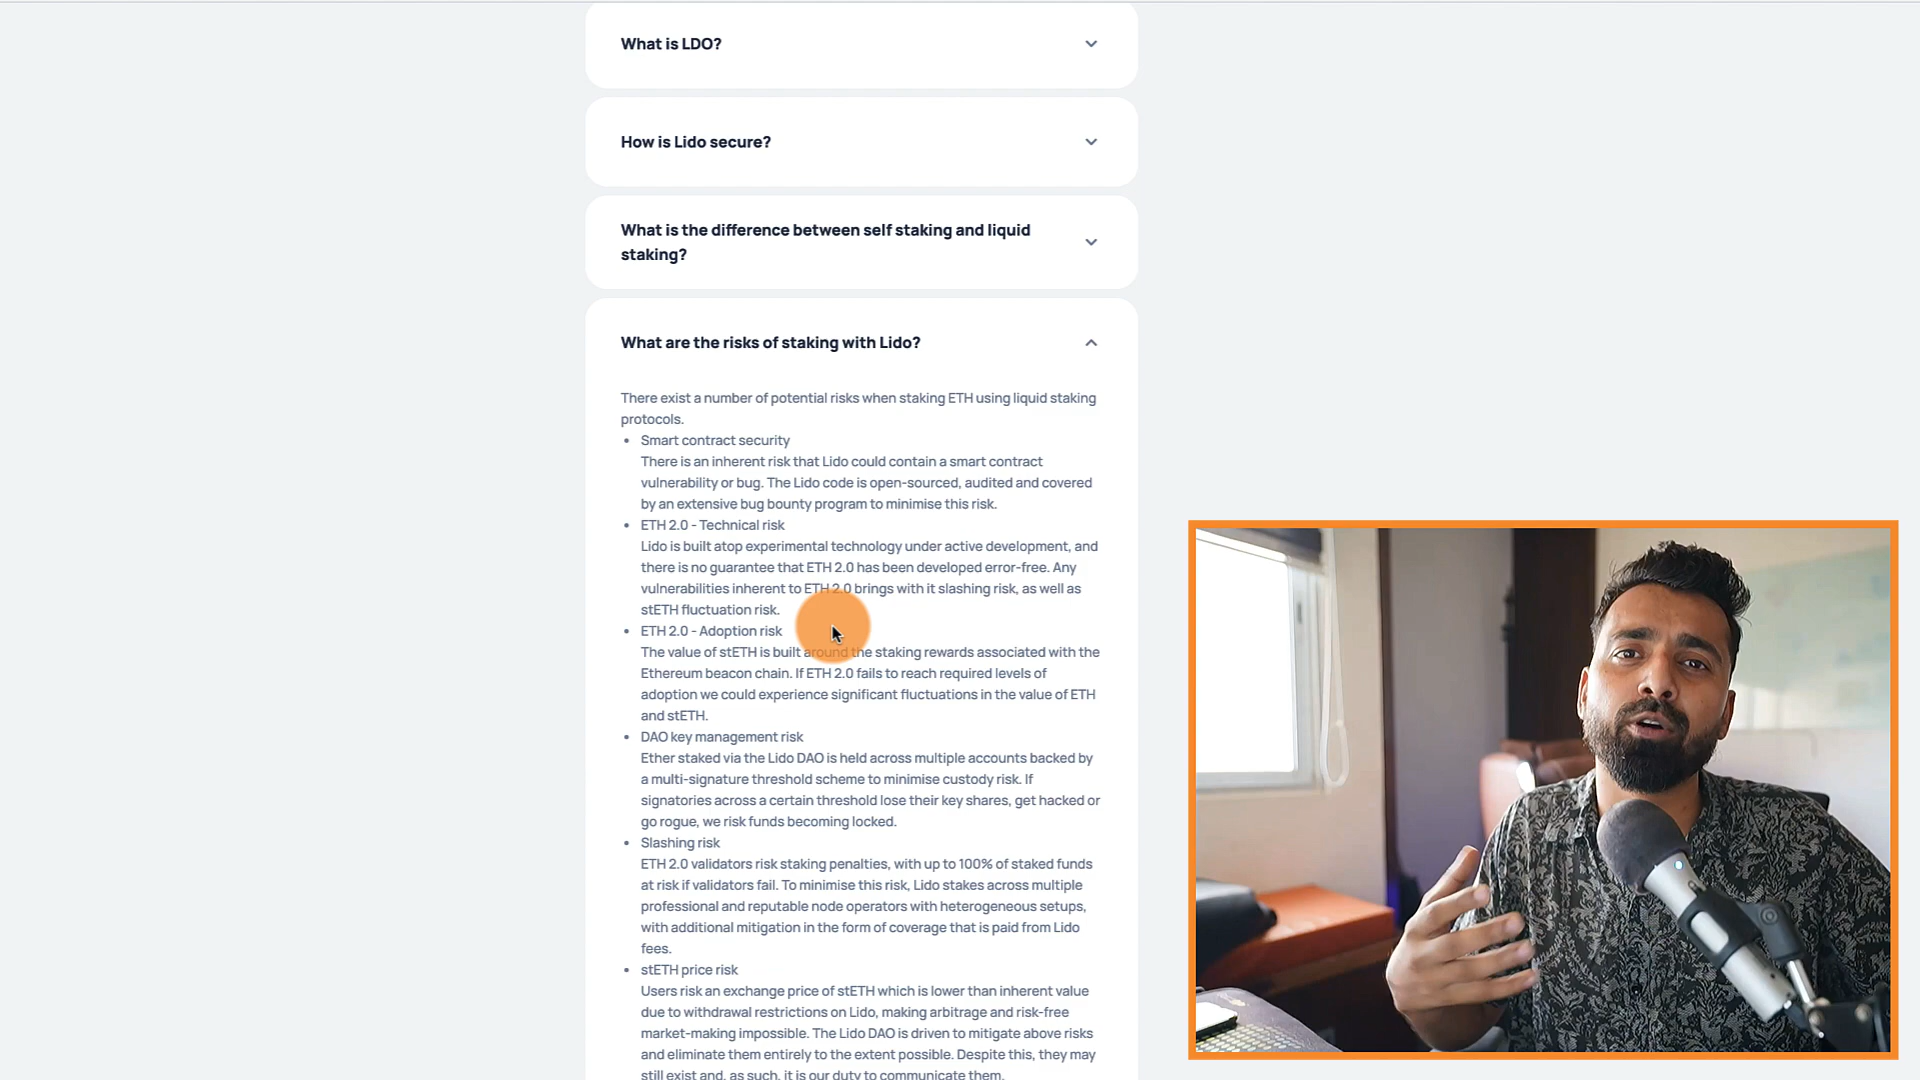 What is LDO?
How is Lido secure?
What is the difference between self staking and liquid
staking?
What are the risks of staking with Lido?
There exist a number of potential risks when staking ETH using liquid staking
protocols.
• Smart contract security
There is an inherent risk that Lido could contain a smart contract
vulnerability or bug. The Lido code is open-sourced, audited and covered
by an extensive bug bounty program to minimise this risk.
• ETH 2.0 - Technical risk
Lido is built atop experimental technology under active development, and
there is no guarantee that ETH 2.0 has been developed error-free. Any
vulnerabilities inherent to ETH 2.0 brings with it slashing risk, as well as
stETH fluctuation risk.
• ETH 2.0 - Adoption risk
The value of stETH is built around the staking rewards associated with the
Ethereum beacon chain. If ETH 2.0 fails to reach required levels of
adoption we could experience significant fluctuations in the value of ETH
and stETH.
• DAO key management risk
Ether staked via the Lido DAO is held across multiple accounts backed by
a multi-signature threshold scheme to minimise custody risk. If
signatories across a certain threshold lose their key shares, get hacked or
go rogue, we risk funds becoming locked.
• Slashing risk
ETH 2.0 validators risk staking penalties, with up to 100% of staked funds
at risk if validators fail. To minimise this risk, Lido stakes across multiple
professional and reputable node operators with heterogeneous setups,
with additional mitigation in the form of coverage that is paid from Lido
fees.
• stETH price risk
Users risk an exchange price of stETH which is lower than inherent value
due to withdrawal restrictions on Lido, making arbitrage and risk-free
market-making impossible. The Lido DAO is driven to mitigate above risks
and eliminate them entirely to the extent possible. Despite this, they may
still exist and, as such, it is our duty to communicate them.